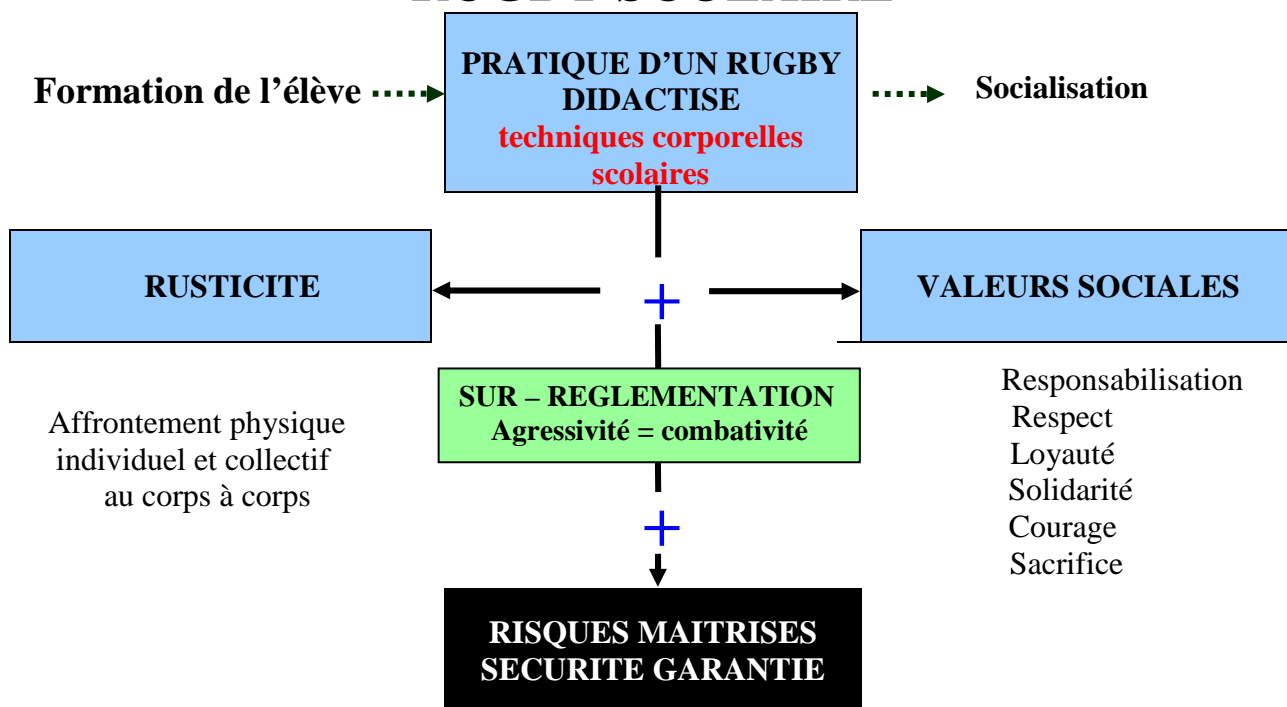 PRATIQUE D'UN RUGBY
DIDACTISE
techniques corporelles
scolaires
Formation de l'élève
Socialisation
RUSTICITE
+
VALEURS SOCIALES
SUR – REGLEMENTATION
Agressivité = combativité
Affrontement physique
individuel et collectif
au corps à corps
Responsabilisation
Respect
Loyauté
Solidarité
Courage
Sacrifice
+
RISQUES MAITRISES
SECURITE GARANTIE